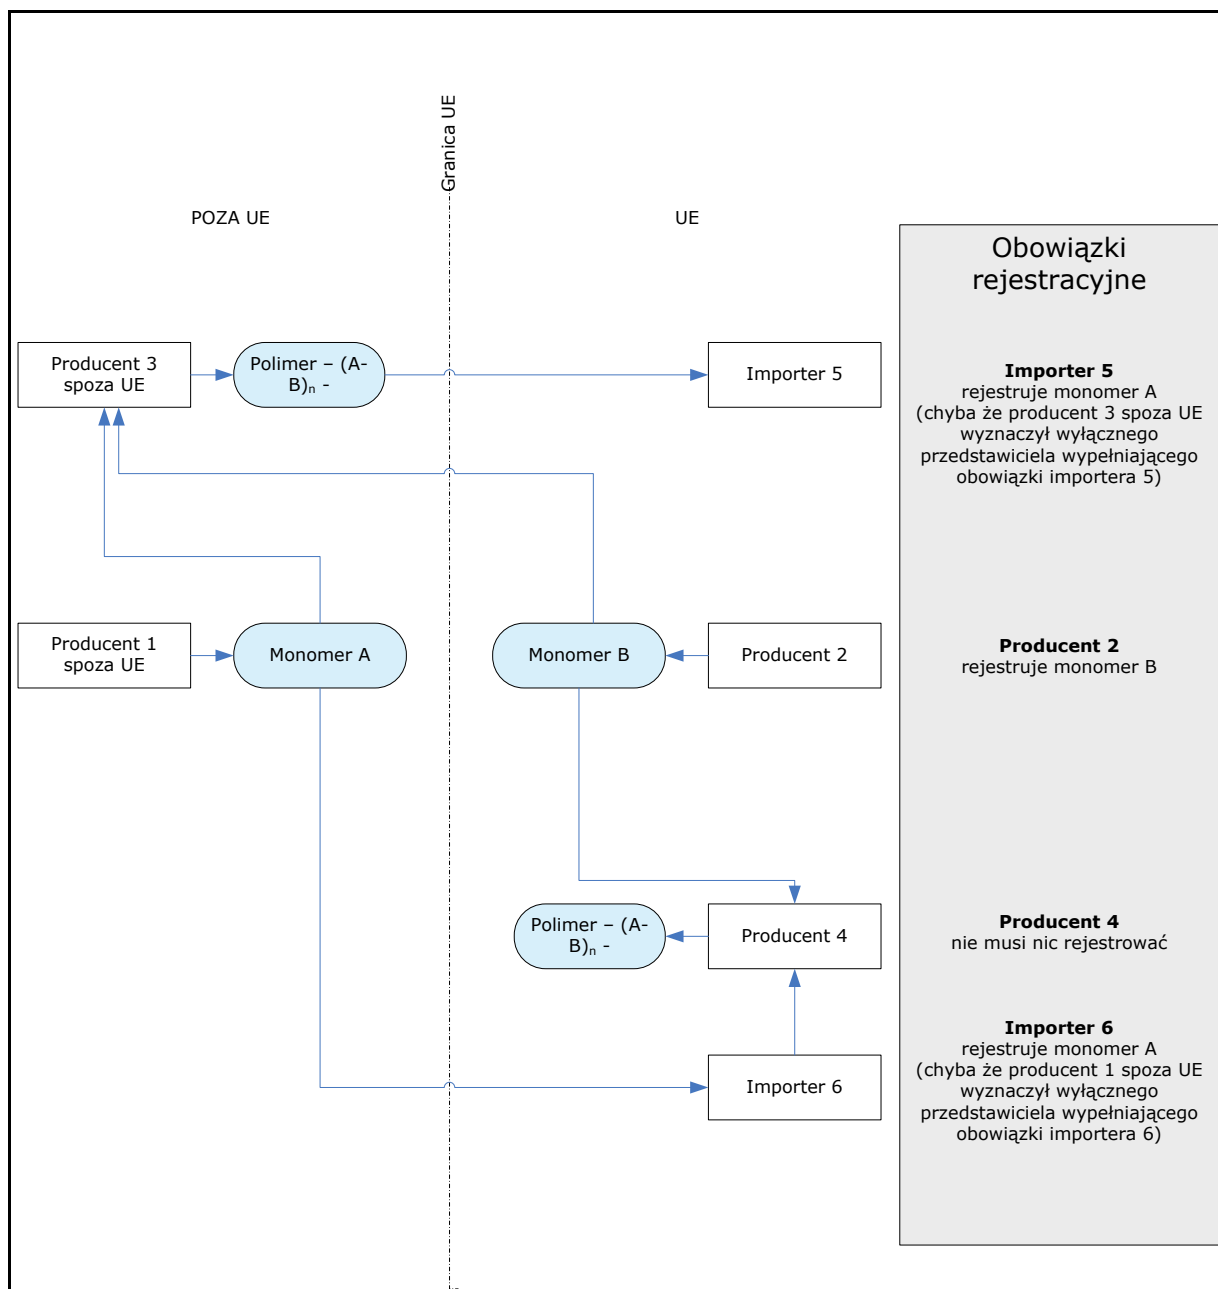 Granica UE
POZA UE
UE
Obowiązki
rejestracyjne
Producent 3
spoza UE
Polimer – (A-
B)n -
Importer 5
Importer 5
rejestruje monomer A
(chyba że producent 3 spoza UE
wyznaczył wyłącznego
przedstawiciela wypełniającego
obowiązki importera 5)
Producent 1
spoza UE
Monomer A
Monomer B
Producent 2
Producent 2
rejestruje monomer B
Polimer – (A-
B)n -
Producent 4
Producent 4
nie musi nic rejestrować
Importer 6
Importer 6
rejestruje monomer A
(chyba że producent 1 spoza UE
wyznaczył wyłącznego
przedstawiciela wypełniającego
obowiązki importera 6)